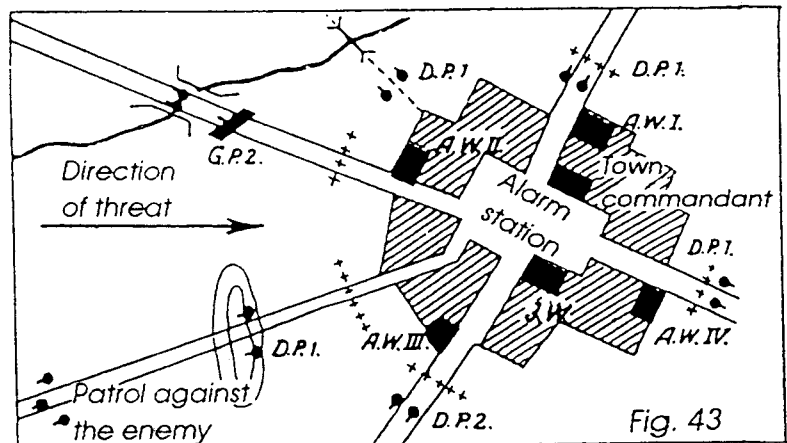 D.P.1
D.P.1.
A.W.I.
G.P.2.
A.W.II.
Town
commandant
Direction
of threat
Alarm
station
D.P.1.
D.P.1.
J.W.
A.W.III.
A.W.IV.
Patrol against
the enemy
D.P.2.
Fig. 43